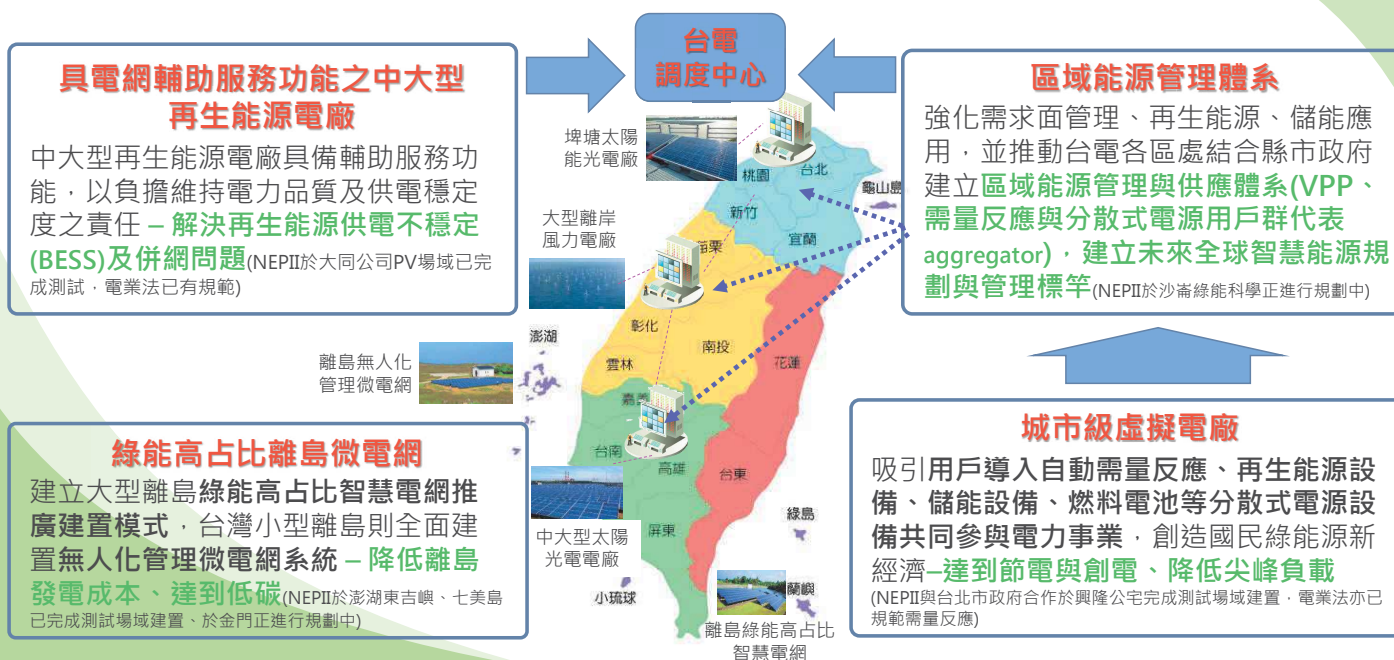 台電
調度中心
具電網輔助服務功能之中大型
再生能源電廠
中大型再生能源電廠具備輔助服務功
能，以負擔維持電力品質及供電穩定
度之責任 – 解決再生能源供電不穩定
(BESS)及併網問題(NEPII於大同公司PV場域已完
成測試，電業法已有規範)
區域能源管理體系
強化需求面管理、再生能源、儲能應
用，並推動台電各區處結合縣市政府
建立區域能源管理與供應體系(VPP、
需量反應與分散式電源用戶群代表
aggregator)，建立未來全球智慧能源規
劃與管理標竿(NEPII於沙崙綠能科學正進行規劃中)
埤塘太陽
能光電廠
大型離岸
風力電廠
離島無人化
管理微電網
台北
桃園
新竹
宜蘭
龜山島
苗栗
彰化
南投
雲林
花蓮
澎湖
嘉義
台南
高雄
台東
屏東
綠島
蘭嶼
小琉球
中大型太陽
光電電廠
離島綠能高占比
智慧電網
綠能高占比離島微電網
建立大型離島綠能高占比智慧電網推
廣建置模式，台灣小型離島則全面建
置無人化管理微電網系統 – 降低離島
發電成本、達到低碳(NEPII於澎湖東吉嶼、七美島
已完成測試場域建置、於金門正進行規劃中)
城市級虛擬電廠
吸引用戶導入自動需量反應、再生能源設
備、儲能設備、燃料電池等分散式電源設
備共同參與電力事業，創造國民綠能源新
經濟–達到節電與創電、降低尖峰負載
(NEPII與台北市政府合作於興隆公宅完成測試場域建置，電業法亦已
規範需量反應)